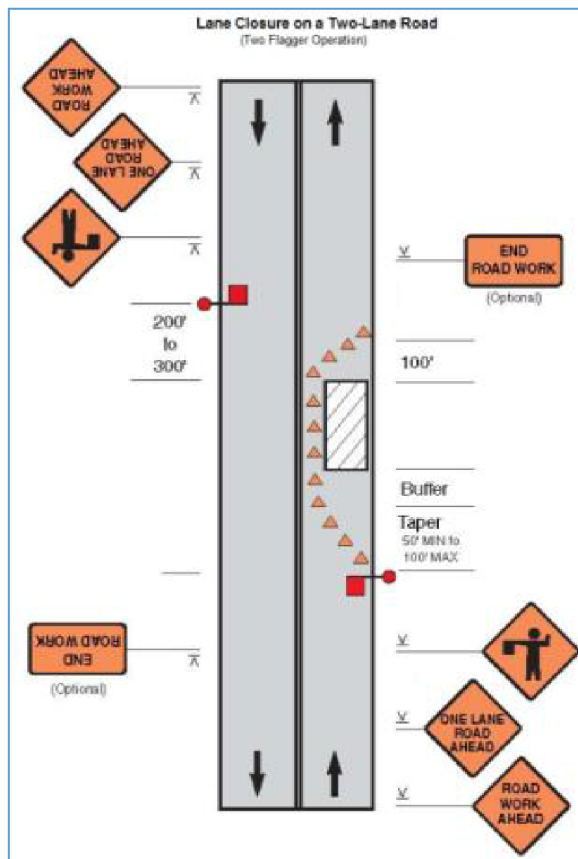 Lane Closure on a Two-Lane Road
(Two Flagger Operation)
ROAD
WORK
AHEAD
ONE LANE
ROAD
AHEAD
200'
to
300'
END
ROAD WORK
(Optional)
100'
Buffer
Taper
50' MIN to
100' MAX
END
ROAD WORK
(Optional)
ONE LANE
ROAD
AHEAD
ROAD
WORK
AHEAD